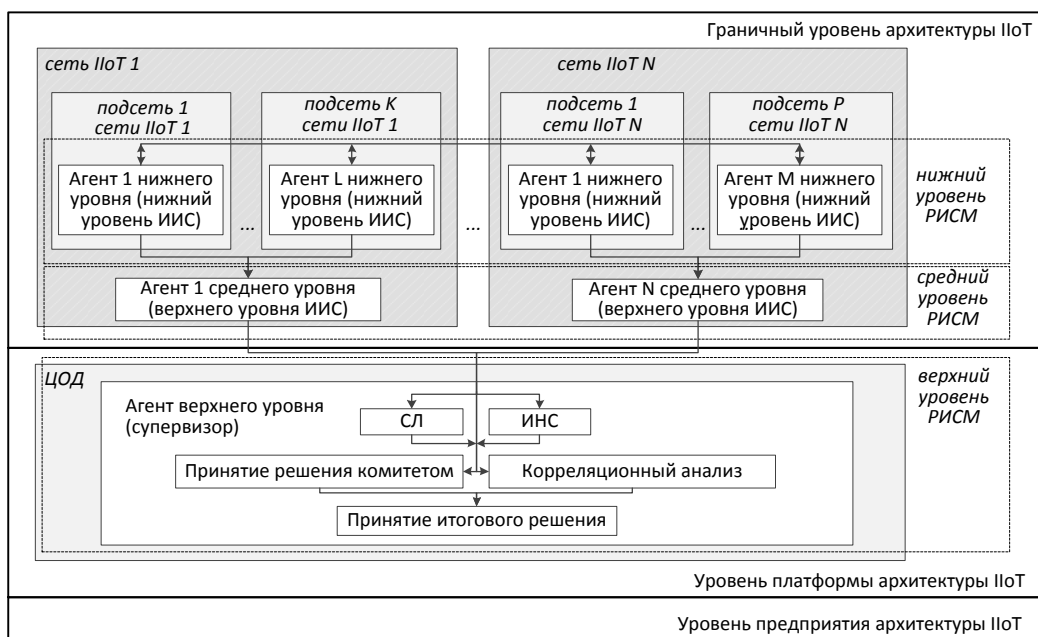 Граничный уровень архитектуры IIoT
сеть IIoT 1
сеть IIoT N
подсеть 1
сети IIoT 1
подсеть K
сети IIoT 1
подсеть 1
сети IIoT N
подсеть P
сети IIoT N
Агент 1 нижнего
уровня (нижний
уровень ИИС)
...
Агент L нижнего
уровня (нижний
уровень ИИС)
...
Агент 1 нижнего
уровня (нижний
уровень ИИС)
...
Агент M нижнего
уровня (нижний
уровень ИИС)
нижний
уровень
РИСМ
Агент 1 среднего уровня
(верхнего уровня ИИС)
Агент N среднего уровня
(верхнего уровня ИИС)
средний
уровень
РИСМ
ЦОД
верхний
уровень
РИСМ
Агент верхнего уровня
(супервизор)
СЛ
ИНС
Принятие решения комитетом
Корреляционный анализ
Принятие итогового решения
Уровень платформы архитектуры IIoT
Уровень предприятия архитектуры IIoT